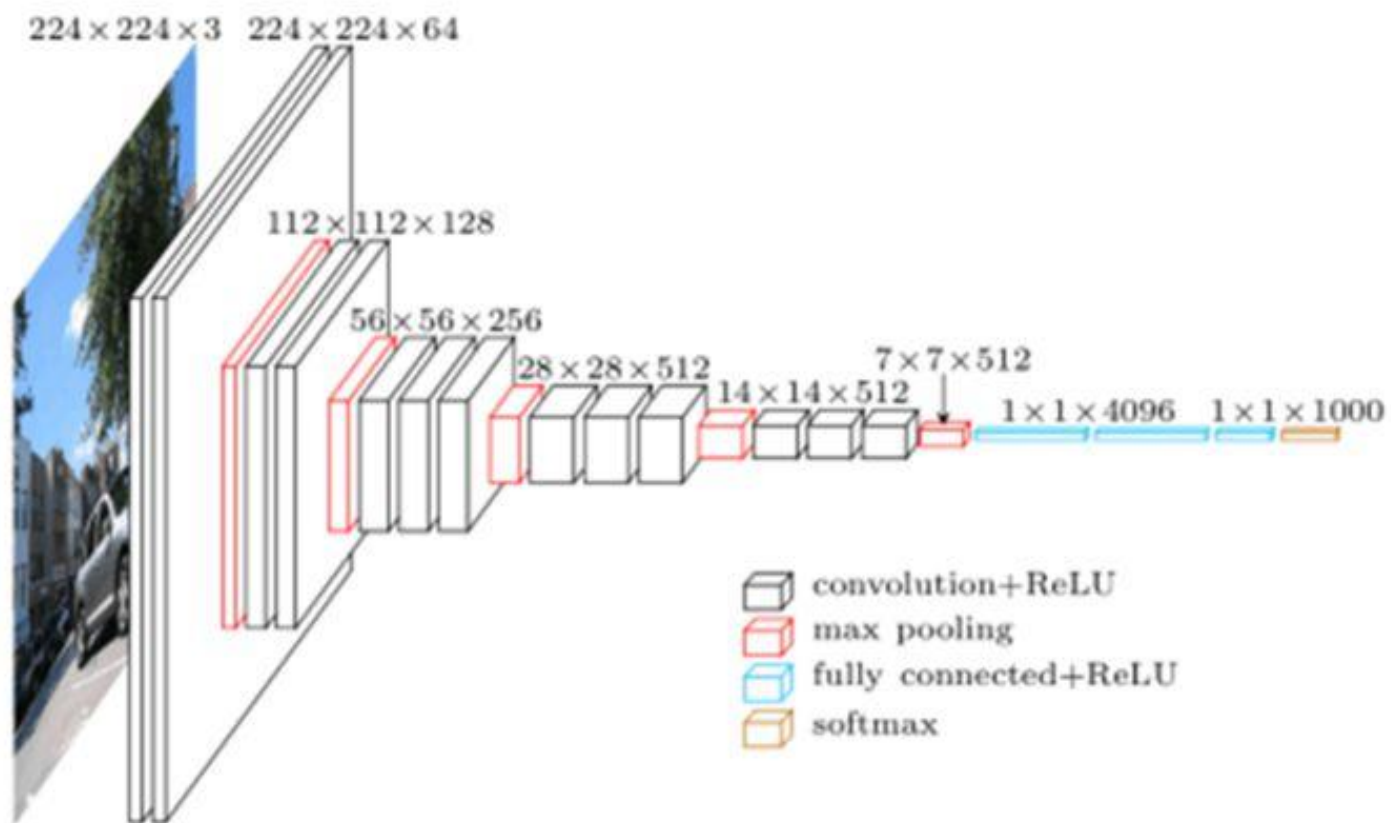 224×224×3
224×224×64
112×112×128
56×56×256
28×28×512
14×14×512
7×7×512
1×1×4096
1×1×1000
convolution+ReLU
max pooling
fully connected+ReLU
softmax